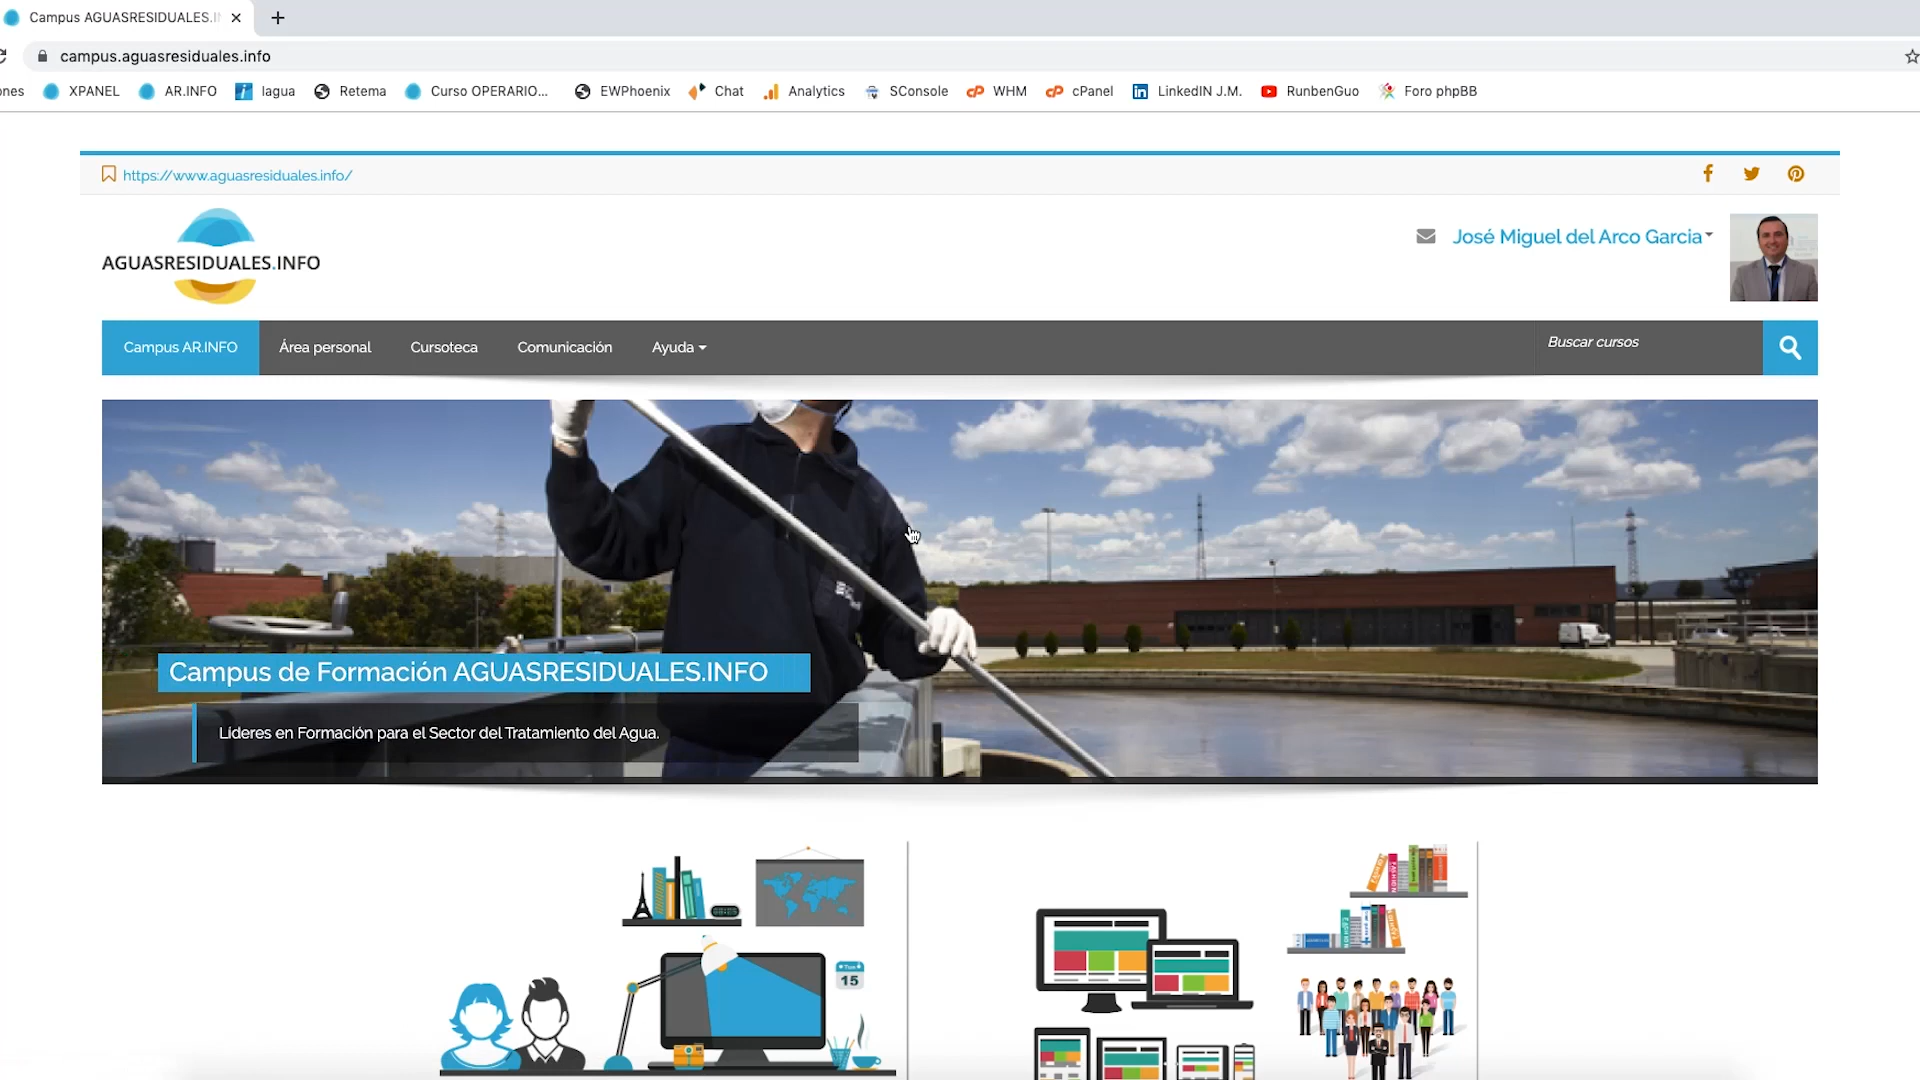 Campus AGUASRESIDUALES.I
campus.aguasresiduales.info
ones XPANEL AR.INFO Iagua Retema Curso OPERARIO... EWPhoenix Chat Analytics SConsole WHM cPanel LinkedIN J.M. RunbenGuo Foro phpBB
https://www.aguasresiduales.info/
AGUASRESIDUALES.INFO
José Miguel del Arco Garcia
Campus AR.INFO Área personal Cursoteca Comunicación Ayuda Buscar cursos
Campus de Formación AGUASRESIDUALES.INFO
Lideres en Formación para el Sector del Tratamiento del Agua.
15